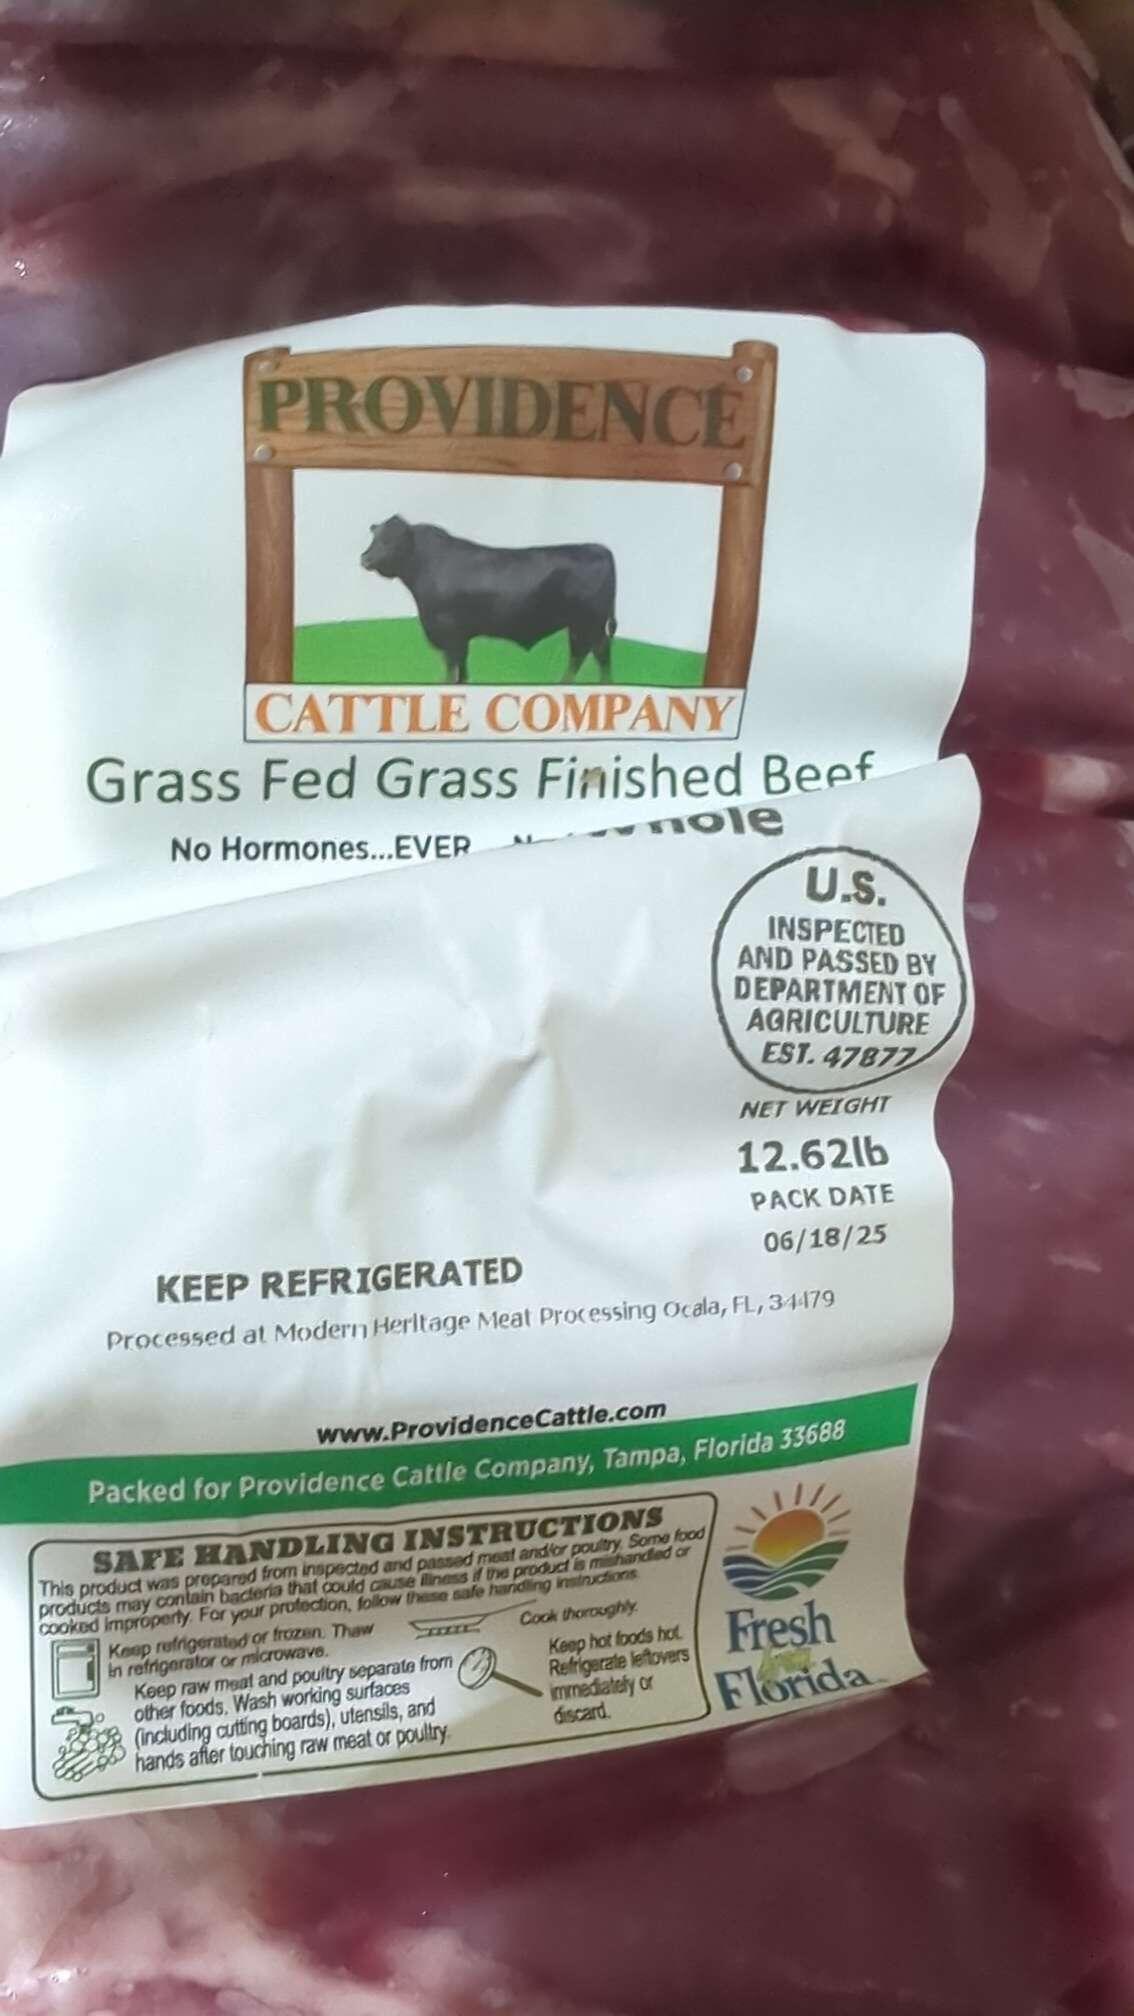 PROVIDENCE
CATTLE COMPANY
Grass Fed Grass Finished Beef
No Hormones...EVER
U.S.
INSPECTED
AND PASSED BY
DEPARTMENT OF
AGRICULTURE
EST. 47877
NET WEIGHT
12.62lb
PACK DATE
06/18/25
KEEP REFRIGERATED
Processed at Modern Heritage Meat Processing Ocala, FL, 34479
www.ProvidenceCattle.com
Packed for Providence Cattle Company, Tampa, Florida 33688
SAFE HANDLING INSTRUCTIONS
This product was prepared from inspected and passed meat and/or poultry. Some food
products may contain bacteria that could cause illness if the product is mishandled or
cooked improperly. For your protection, follow these safe handling instructions.
Keep refrigerated or frozen. Thaw
in refrigerator or microwave.
Keep raw meat and poultry separate from
other foods. Wash working surfaces
(including cutting boards), utensils, and
hands after touching raw meat or poultry.
Cook thoroughly.
Keep hot foods hot.
Refrigerate leftovers
immediately or
discard.
Fresh
from
Florida